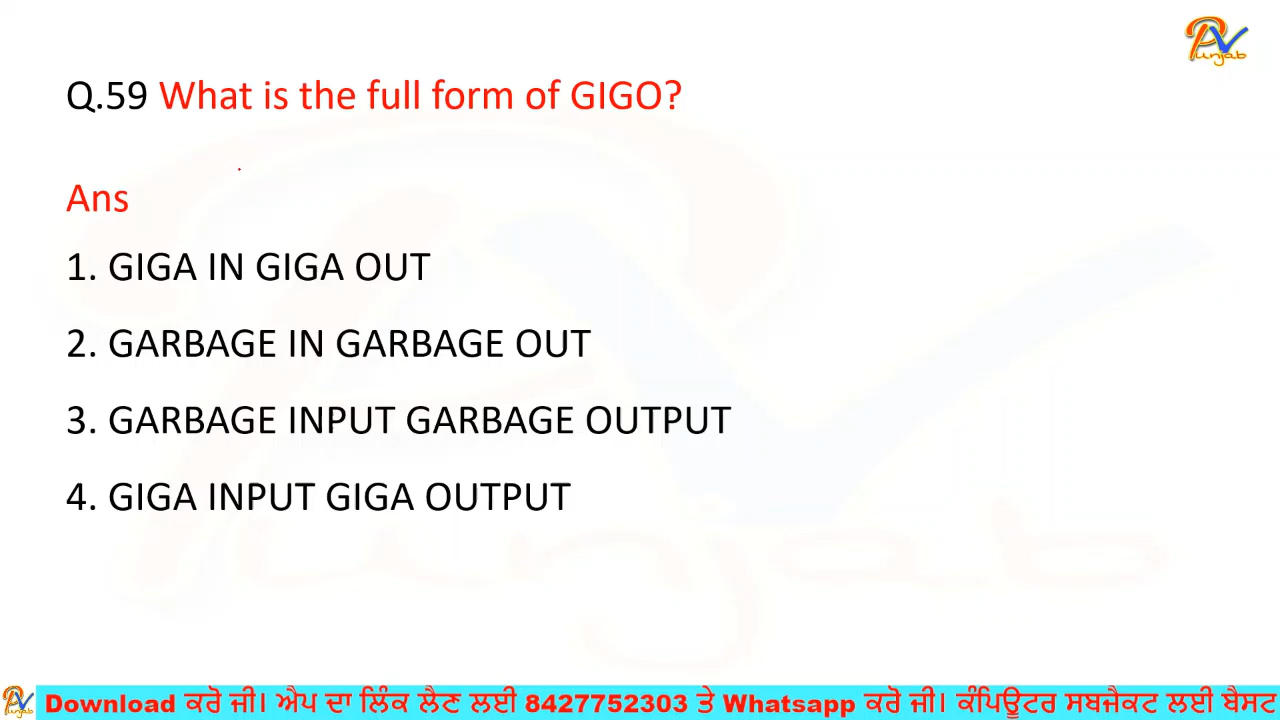 PV
unjab
Q.59 What is the full form of GIGO?
Ans
1. GIGA IN GIGA OUT
2. GARBAGE IN GARBAGE OUT
3. GARBAGE INPUT GARBAGE OUTPUT
4. GIGA INPUT GIGA OUTPUT
Download ਕਰੋ ਜੀ। ਐਪ ਦਾ ਲਿੰਕ ਲੈਣ ਲਈ 8427752303 ਤੇ Whatsapp ਕਰੋ ਜੀ। ਕੰਪਿਊਟਰ ਸਬਜੈਕਟ ਲਈ ਬੈਸਟ